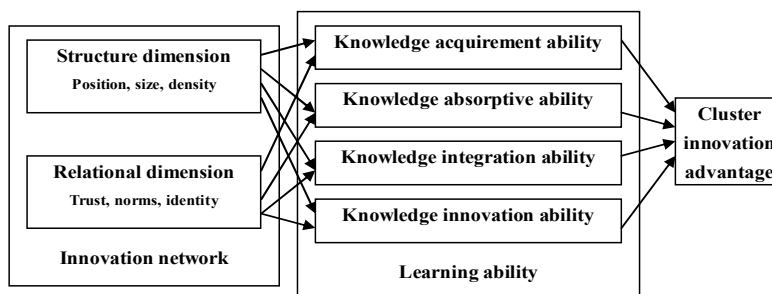 Structure dimension
Position, size, density
Relational dimension
Trust, norms, identity
Innovation network
Knowledge acquirement ability
Knowledge absorptive ability
Knowledge integration ability
Knowledge innovation ability
Learning ability
Cluster
innovation
advantage